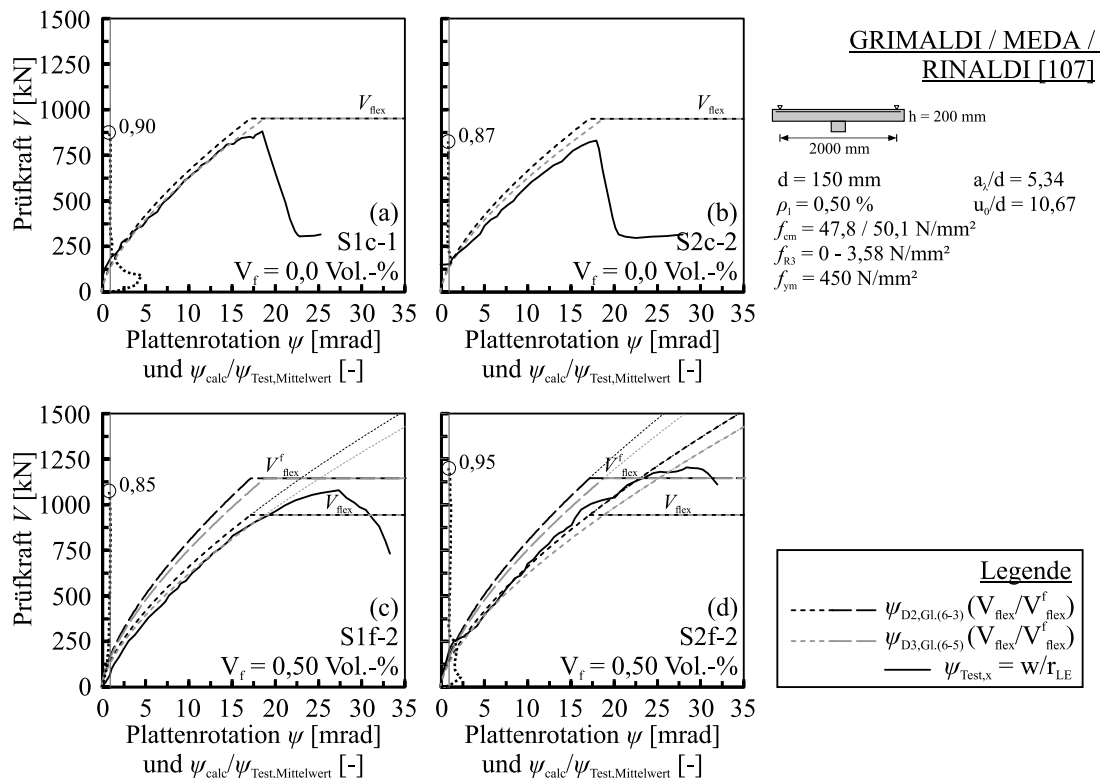 1500
1250
1000
750
500
250
0
Prüfkraft V [kN]
0,90
V_flex
(a)
S1c-1
V_f = 0,0 Vol.-%
0 5 10 15 20 25 30 35
Plattenrotation ψ [mrad]
und ψ_calc/ψ_Test,Mittelwert [-]
0,87
V_flex
(b)
S2c-2
V_f = 0,0 Vol.-%
0 5 10 15 20 25 30 35
Plattenrotation ψ [mrad]
und ψ_calc/ψ_Test,Mittelwert [-]
GRIMALDI / MEDA /
RINALDI [107]
h = 200 mm
2000 mm
d = 150 mm a_λ/d = 5,34
ρ_l = 0,50 % u_0/d = 10,67
f_cm = 47,8 / 50,1 N/mm²
f_R3 = 0 - 3,58 N/mm²
f_ym = 450 N/mm²
1500
1250
1000
750
500
250
0
Prüfkraft V [kN]
0,85
V^f_flex
V_flex
(c)
S1f-2
V_f = 0,50 Vol.-%
0 5 10 15 20 25 30 35
Plattenrotation ψ [mrad]
und ψ_calc/ψ_Test,Mittelwert [-]
0,95
V^f_flex
V_flex
(d)
S2f-2
V_f = 0,50 Vol.-%
0 5 10 15 20 25 30 35
Plattenrotation ψ [mrad]
und ψ_calc/ψ_Test,Mittelwert [-]
Legende
ψ_D2,Gl.(6-3) (V_flex/V^f_flex)
ψ_D3,Gl.(6-5) (V_flex/V^f_flex)
ψ_Test,x = w/r_LE